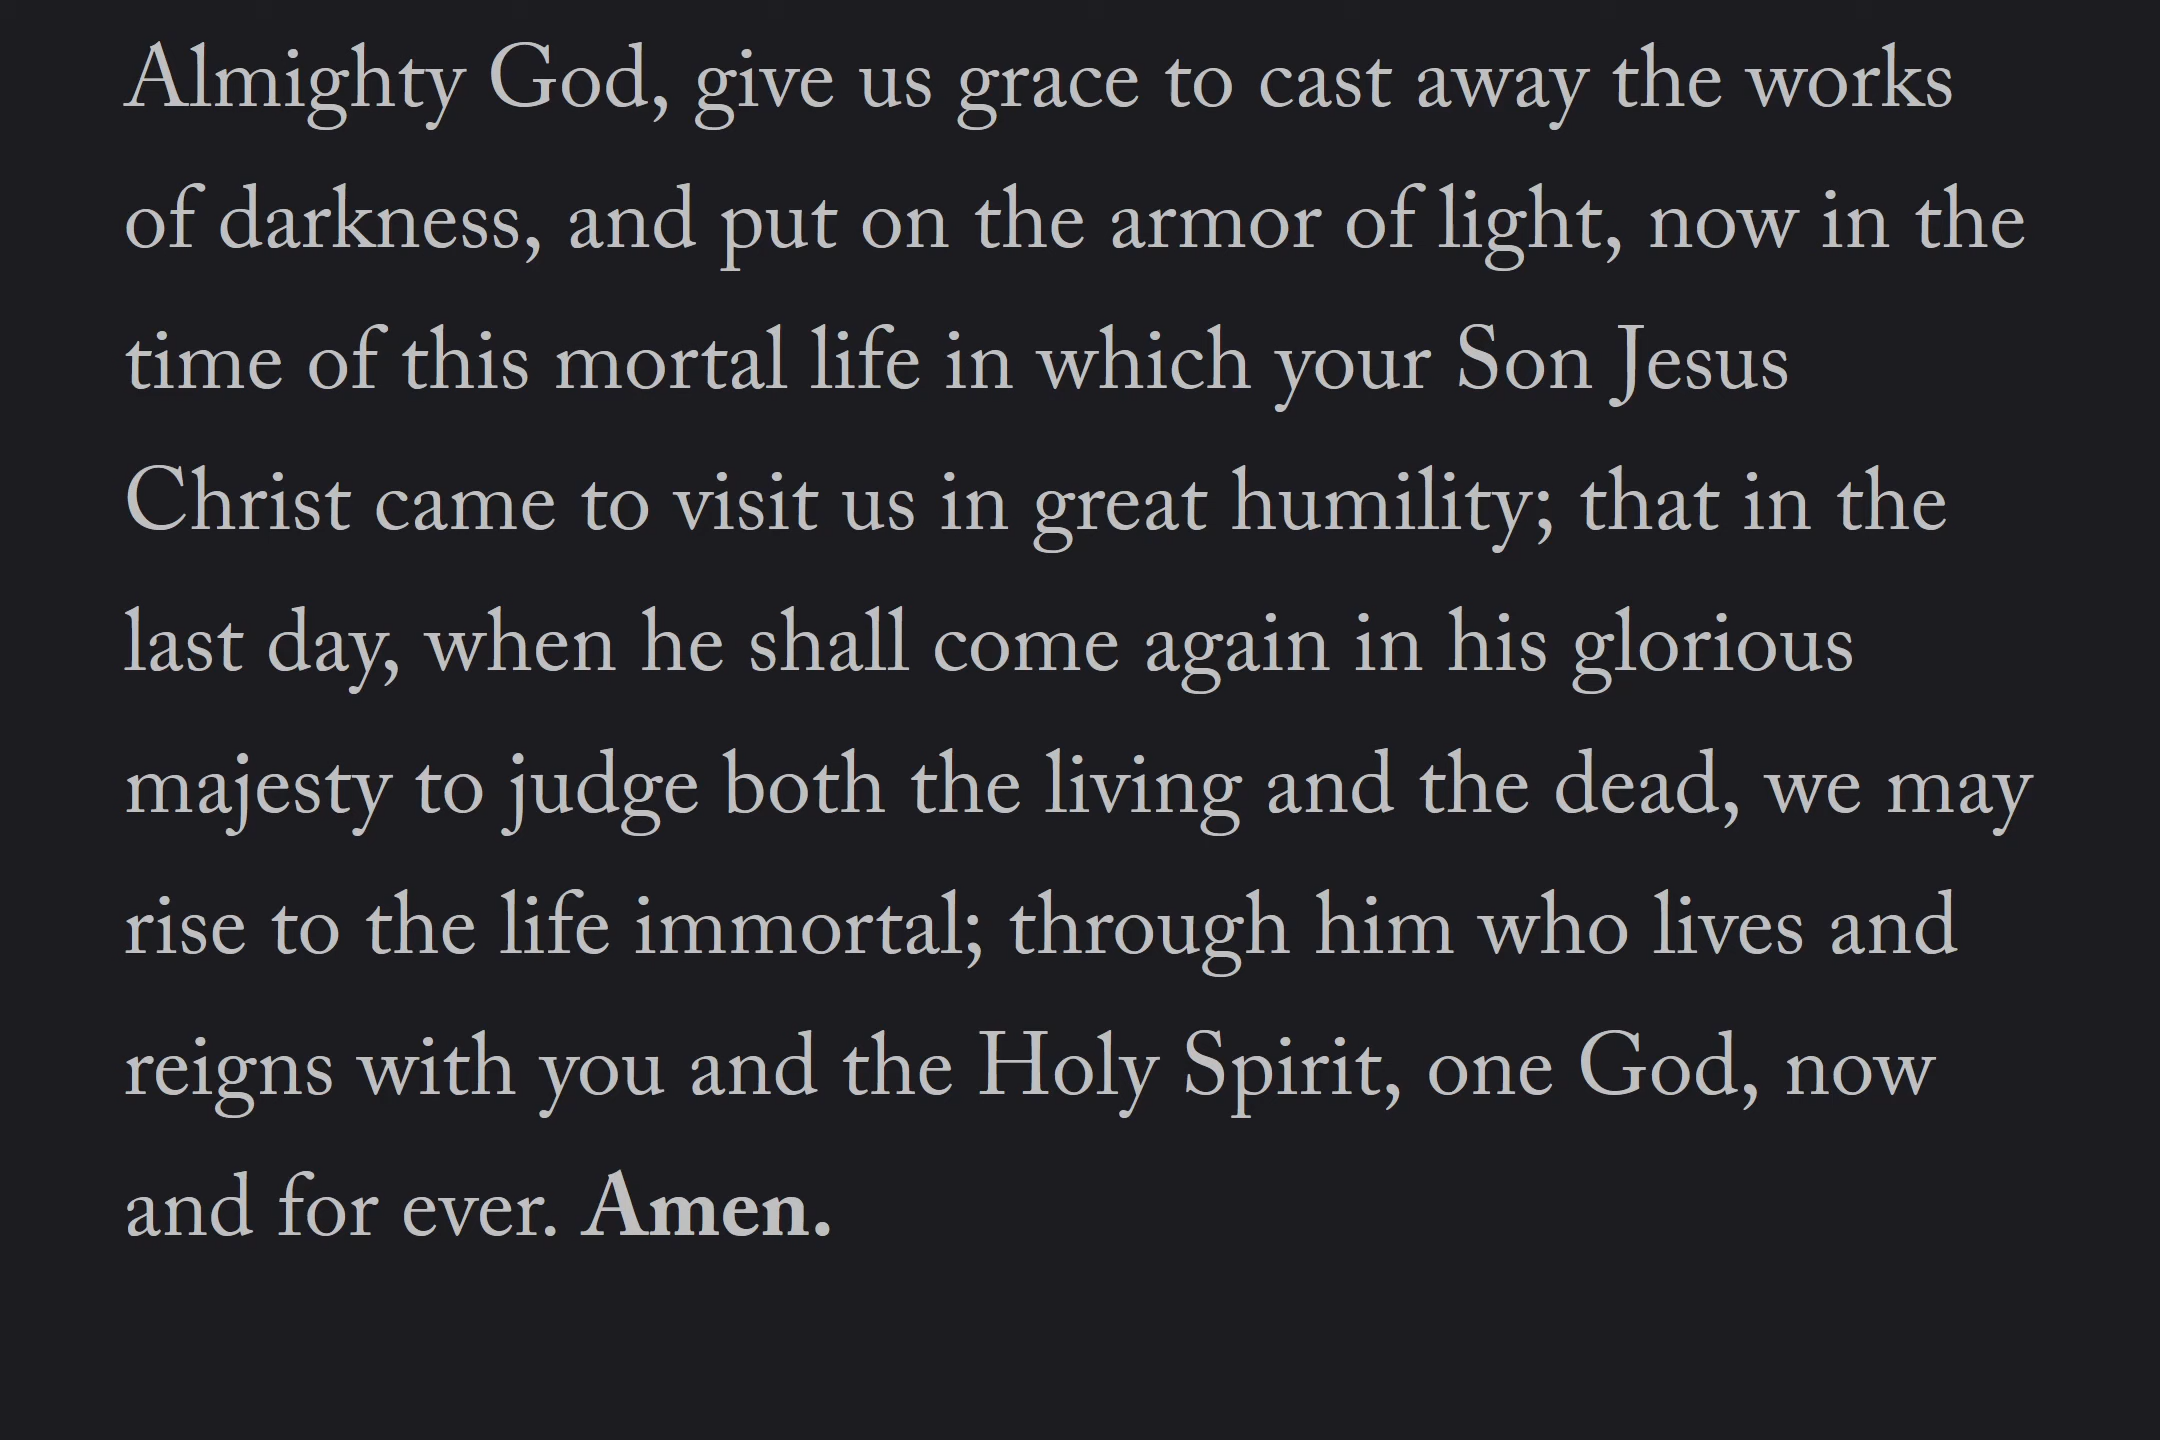 Almighty God, give us grace to cast away the works
of darkness, and put on the armor of light, now in the
time of this mortal life in which your Son Jesus
Christ came to visit us in great humility; that in the
last day, when he shall come again in his glorious
majesty to judge both the living and the dead, we may
rise to the life immortal; through him who lives and
reigns with you and the Holy Spirit, one God, now
and for ever. Amen.